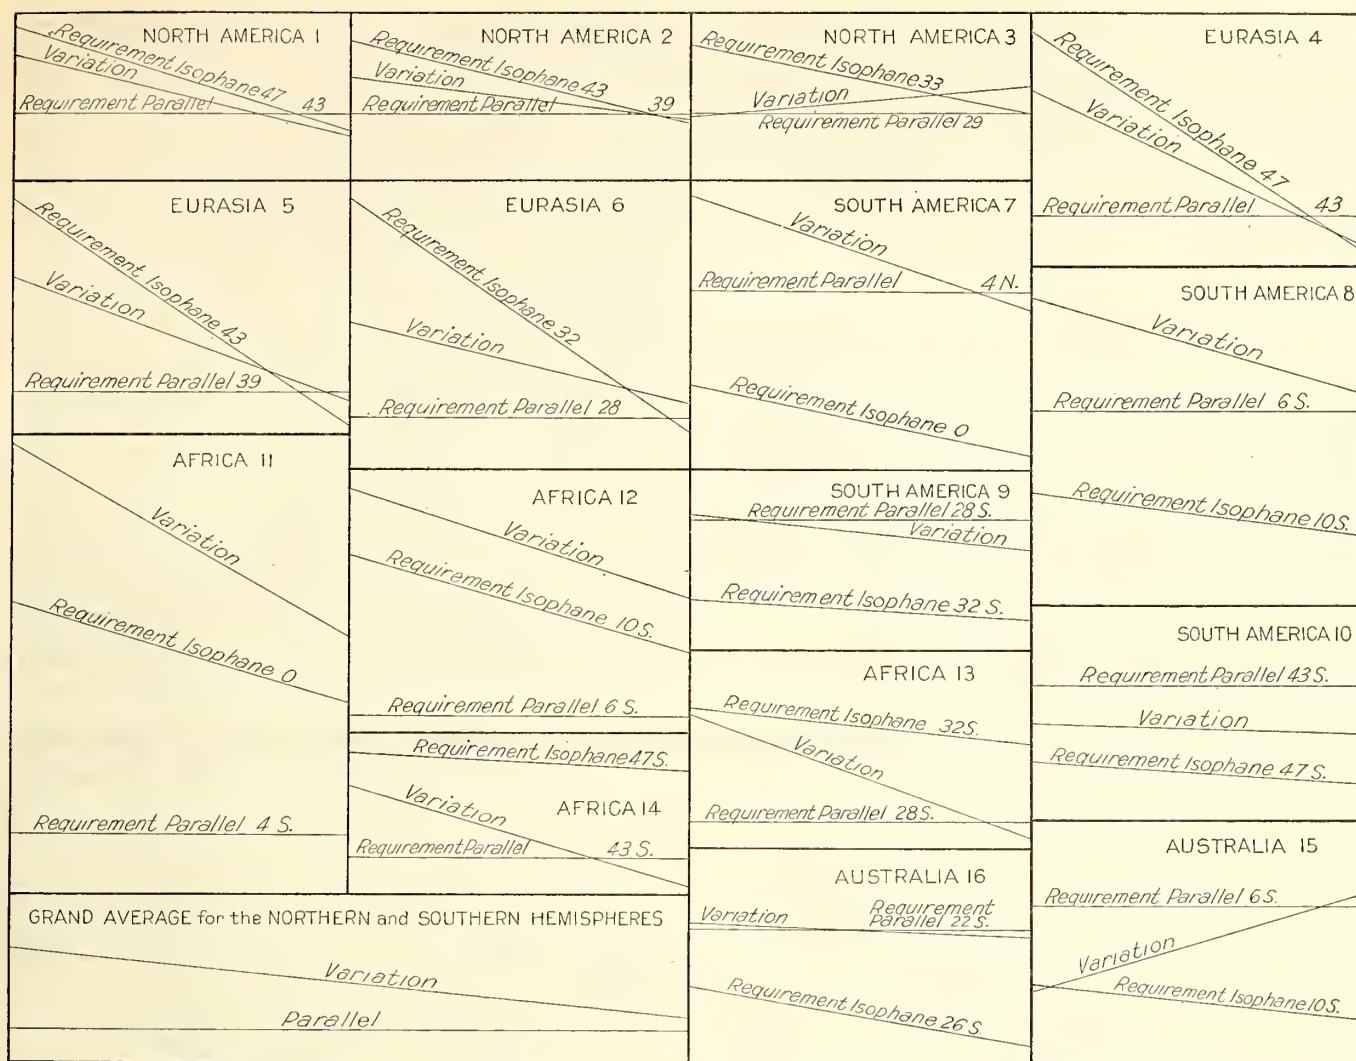 NORTH AMERICA 1
Requirement Isophane 47
Variation
43
Requirement Parallel
NORTH AMERICA 2
Requirement Isophane 43
Variation
39
Requirement Parallel
NORTH AMERICA 3
Requirement Isophane 33
Variation
Requirement Parallel 29
EURASIA 4
Requirement Isophane 47
Variation
Requirement Parallel 43
EURASIA 5
Requirement Isophane 43
Variation
Requirement Parallel 39
EURASIA 6
Requirement Isophane 32
Variation
Requirement Parallel 28
SOUTH AMERICA 7
Variation
Requirement Parallel 4 N.
Requirement Isophane 0
SOUTH AMERICA 8
Variation
Requirement Parallel 6 S.
Requirement Isophane 10 S.
AFRICA 11
Variation
Requirement Isophane 0
Requirement Parallel 4 S.
AFRICA 12
Variation
Requirement Isophane 10 S.
Requirement Parallel 6 S.
SOUTH AMERICA 9
Requirement Parallel 28 S.
Variation
Requirement Isophane 32 S.
SOUTH AMERICA 10
Requirement Parallel 43 S.
Variation
Requirement Isophane 47 S.
AFRICA 13
Requirement Isophane 32 S.
Variation
Requirement Parallel 28 S.
Requirement Isophane 47 S.
Variation
AFRICA 14
Requirement Parallel 43 S.
AUSTRALIA 15
Requirement Parallel 6 S.
Variation
Requirement Isophane 10 S.
AUSTRALIA 16
Variation
Requirement
Parallel 22 S.
Requirement Isophane 26 S.
GRAND AVERAGE for the NORTHERN and SOUTHERN HEMISPHERES
Variation
Parallel